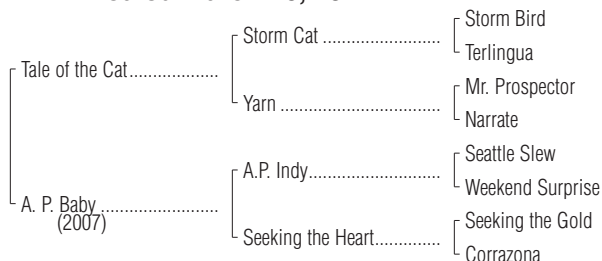 Storm Bird
Storm Cat..........................
Terlingua
Tale of the Cat....................
Mr. Prospector
Yarn ...................................
Narrate
Seattle Slew
A.P. Indy.............................
Weekend Surprise
A. P. Baby ..........................
(2007)
Seeking the Gold
Seeking the Heart..............
Corrazona